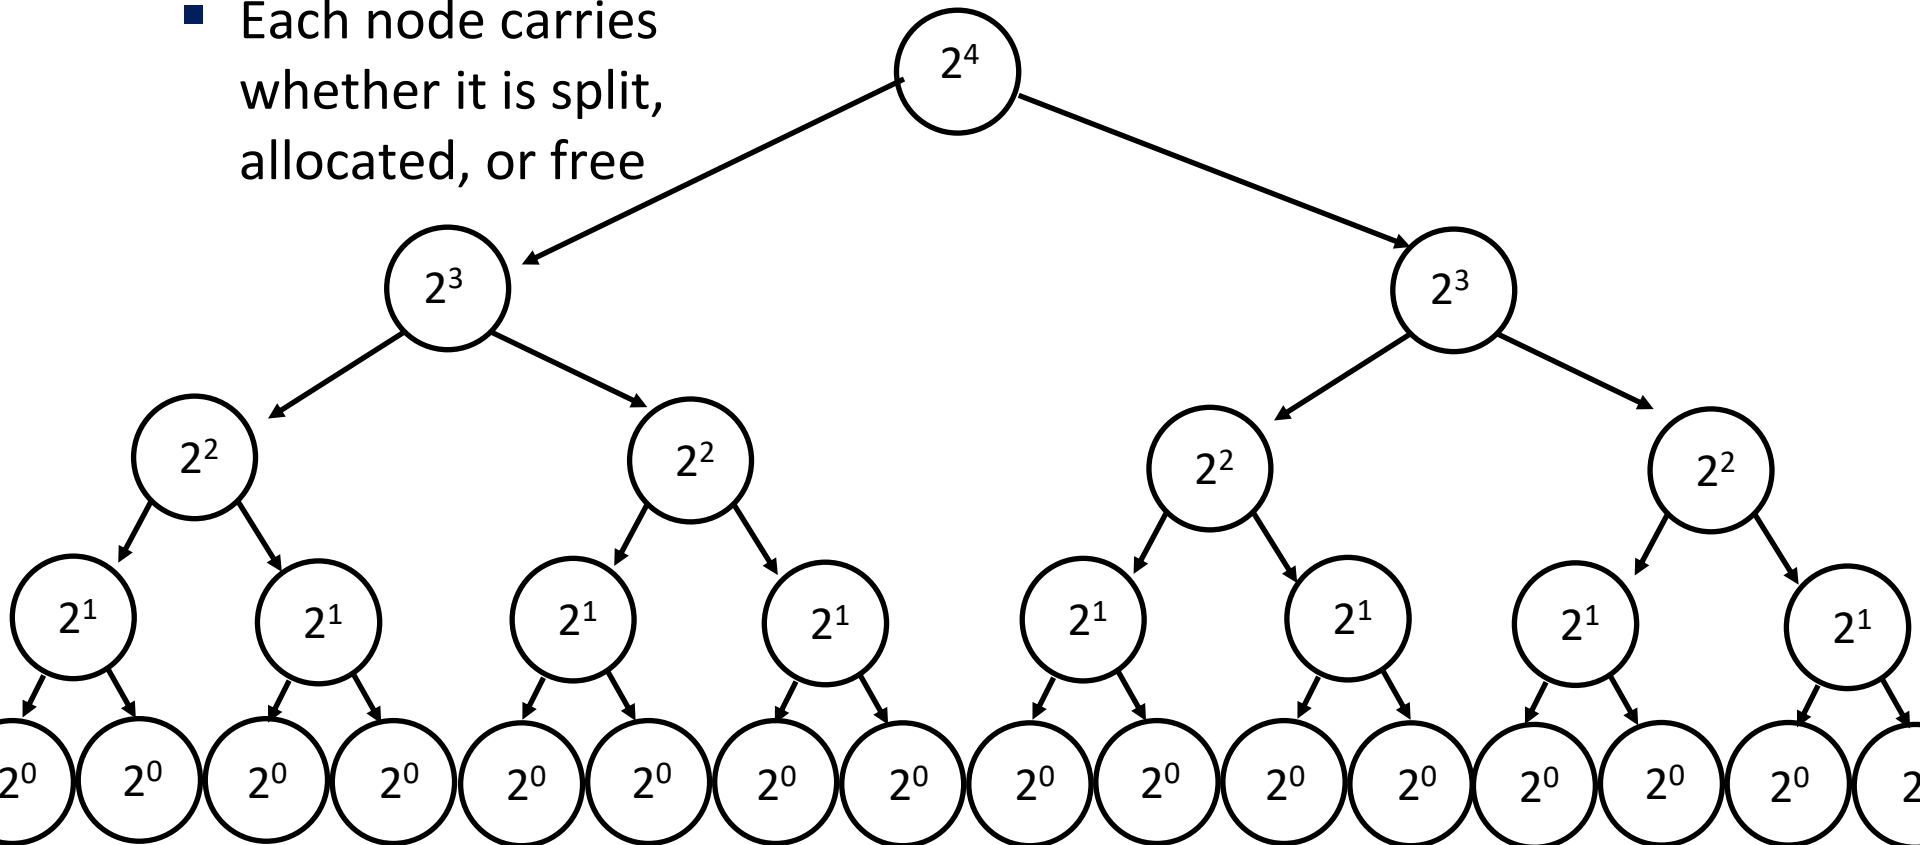 ▪ Each node carries
whether it is split,
allocated, or free
2⁴
2³ 2³
2² 2² 2² 2²
2¹ 2¹ 2¹ 2¹ 2¹ 2¹ 2¹ 2¹
2⁰ 2⁰ 2⁰ 2⁰ 2⁰ 2⁰ 2⁰ 2⁰ 2⁰ 2⁰ 2⁰ 2⁰ 2⁰ 2⁰ 2⁰ 2